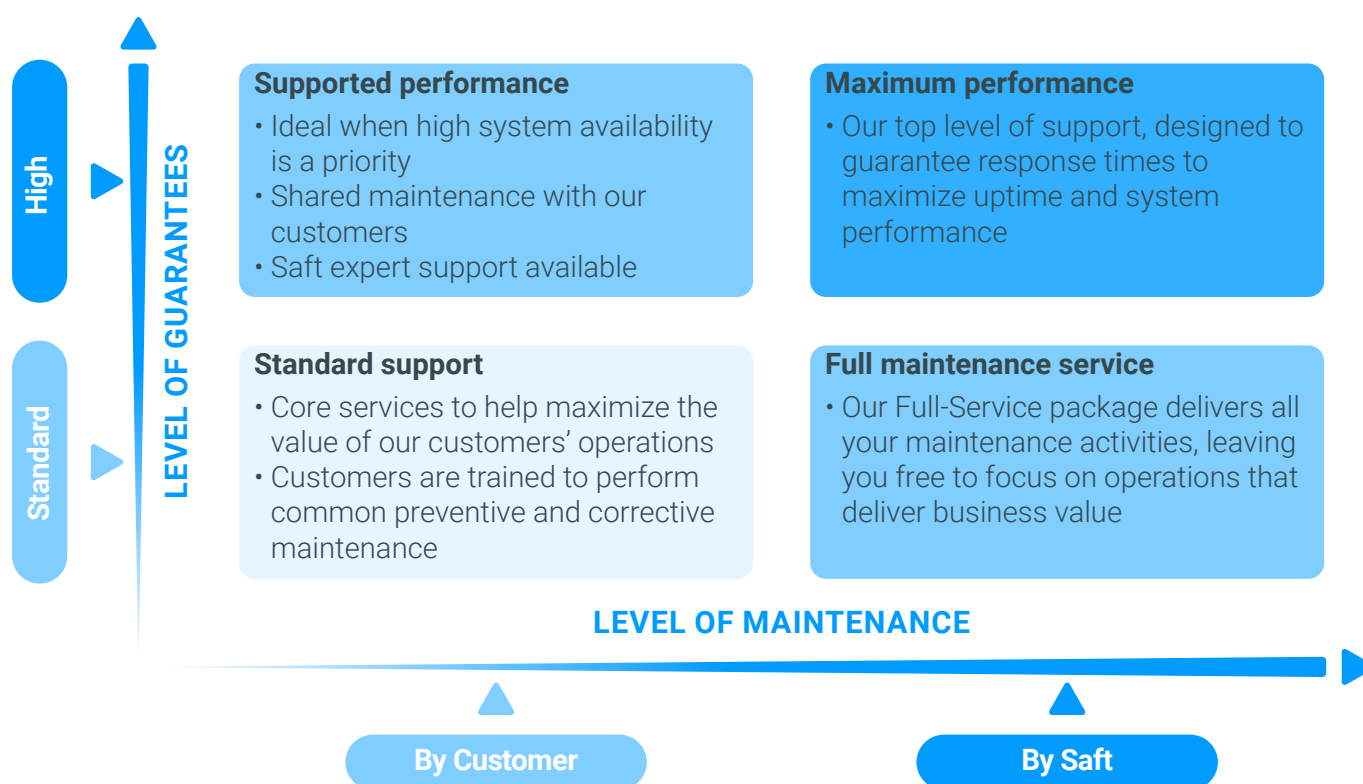 High
Standard
LEVEL OF GUARANTEES
Supported performance
• Ideal when high system availability
is a priority
• Shared maintenance with our
customers
• Saft expert support available
Maximum performance
• Our top level of support, designed to
guarantee response times to
maximize uptime and system
performance
Standard support
• Core services to help maximize the
value of our customers’ operations
• Customers are trained to perform
common preventive and corrective
maintenance
Full maintenance service
• Our Full-Service package delivers all
your maintenance activities, leaving
you free to focus on operations that
deliver business value
LEVEL OF MAINTENANCE
By Customer
By Saft